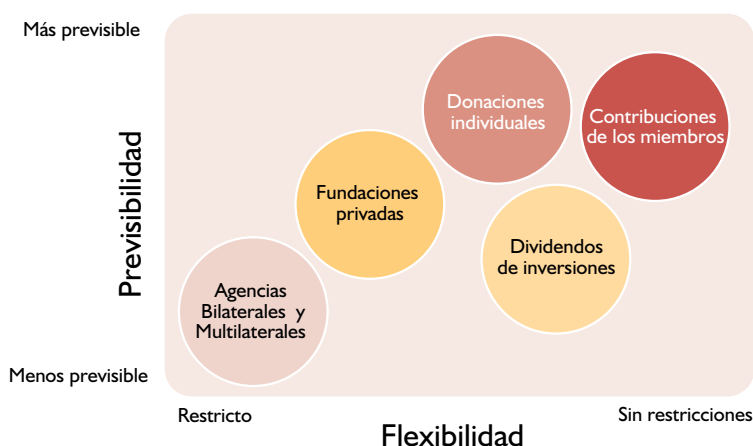 Más previsible
Previsibilidad
Donaciones
individuales
Contribuciones
de los miembros
Fundaciones
privadas
Dividendos
de inversiones
Agencias
Bilaterales y
Multilaterales
Menos previsible
Restricto
Sin restricciones
Flexibilidad